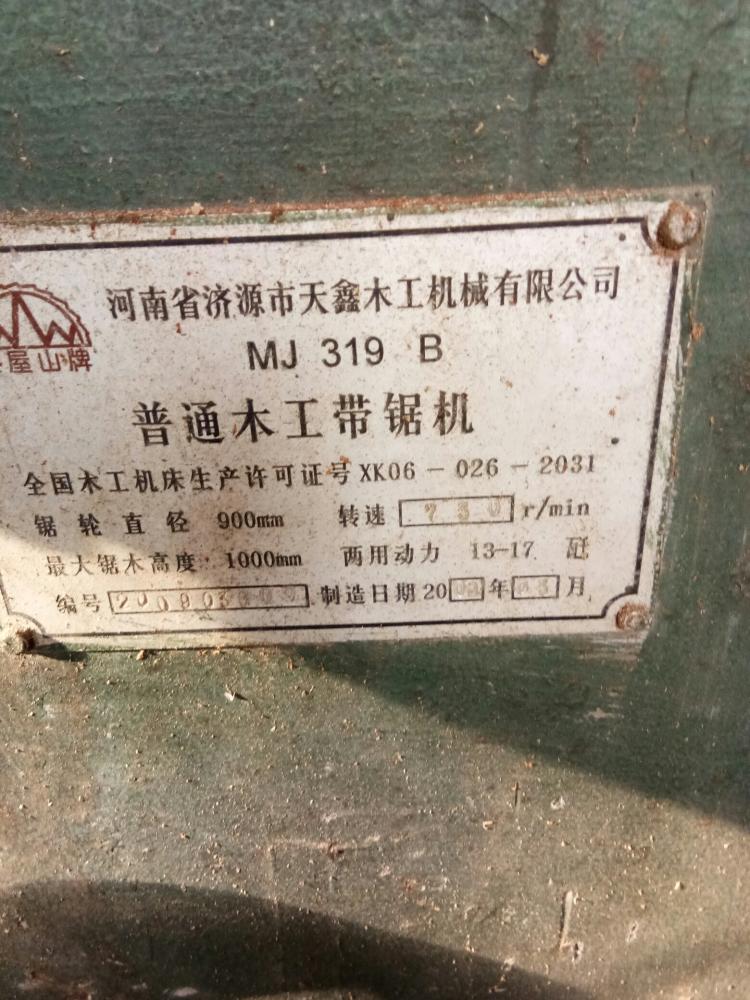 河南省济源市天鑫木工机械有限公司
屋山牌
MJ 319 B
普通木工带锯机
全国木工机床生产许可证号 XK06-026-2031
锯轮直径 900mm 转速 730 r/min
最大锯木高度: 1000mm 两用动力 13-17
编号 制造日期 20 年 月